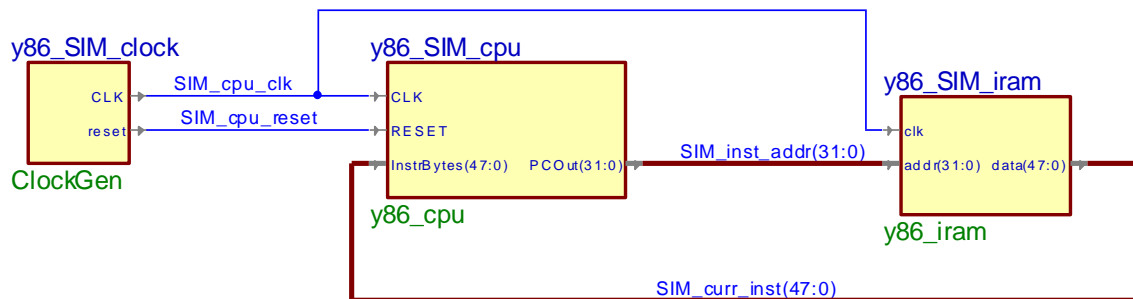 y86_SIM_clock
CLK
reset
ClockGen
SIM_cpu_clk
SIM_cpu_reset
y86_SIM_cpu
CLK
RESET
InstrBytes(47:0) PCOut(31:0)
y86_cpu
SIM_inst_addr(31:0)
y86_SIM_iram
clk
addr(31:0) data(47:0)
y86_iram
SIM_curr_inst(47:0)